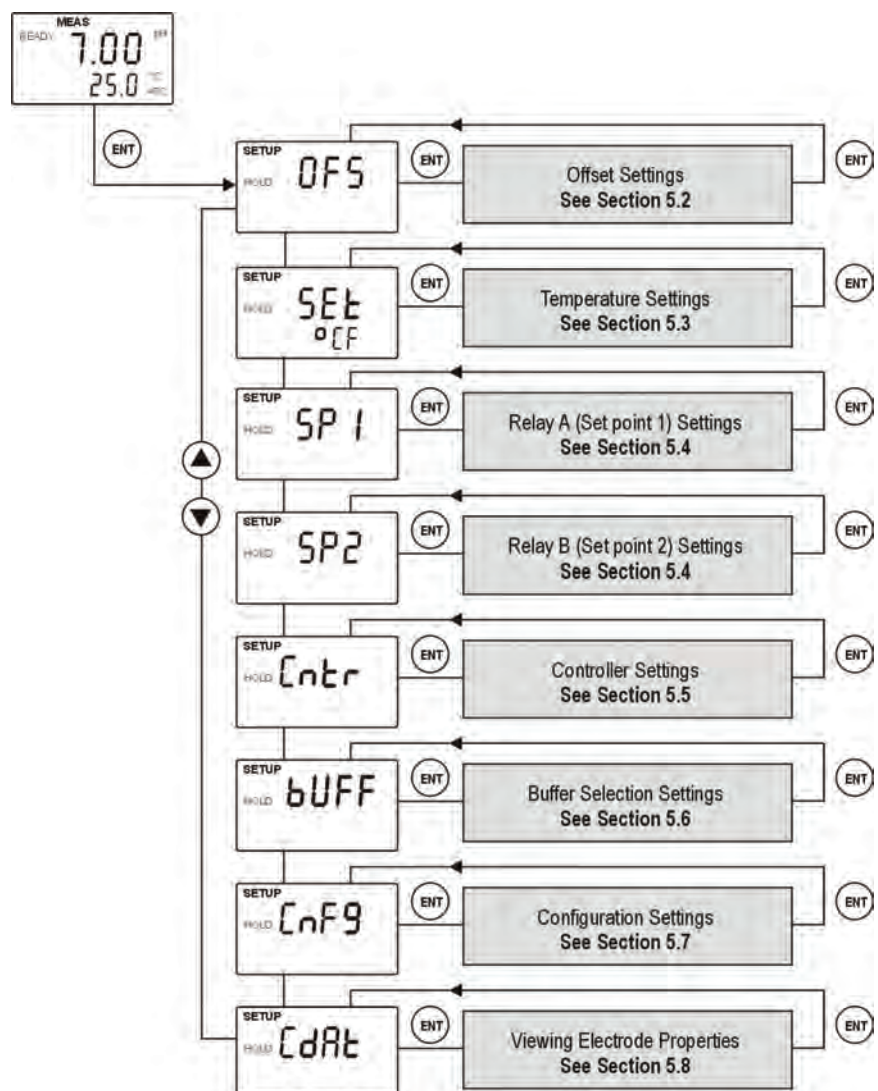 MEAS
READY 7.00 pH
25.0 °C
ENT
SETUP
HOLD OFS
ENT
Offset Settings
See Section 5.2
ENT
SETUP
HOLD SEt
°CF
ENT
Temperature Settings
See Section 5.3
ENT
SETUP
HOLD SP1
ENT
Relay A (Set point 1) Settings
See Section 5.4
ENT
SETUP
HOLD SP2
ENT
Relay B (Set point 2) Settings
See Section 5.4
ENT
SETUP
HOLD Cntr
ENT
Controller Settings
See Section 5.5
ENT
SETUP
HOLD bUFF
ENT
Buffer Selection Settings
See Section 5.6
ENT
SETUP
HOLD CnF9
ENT
Configuration Settings
See Section 5.7
ENT
SETUP
HOLD CdAt
ENT
Viewing Electrode Properties
See Section 5.8
ENT